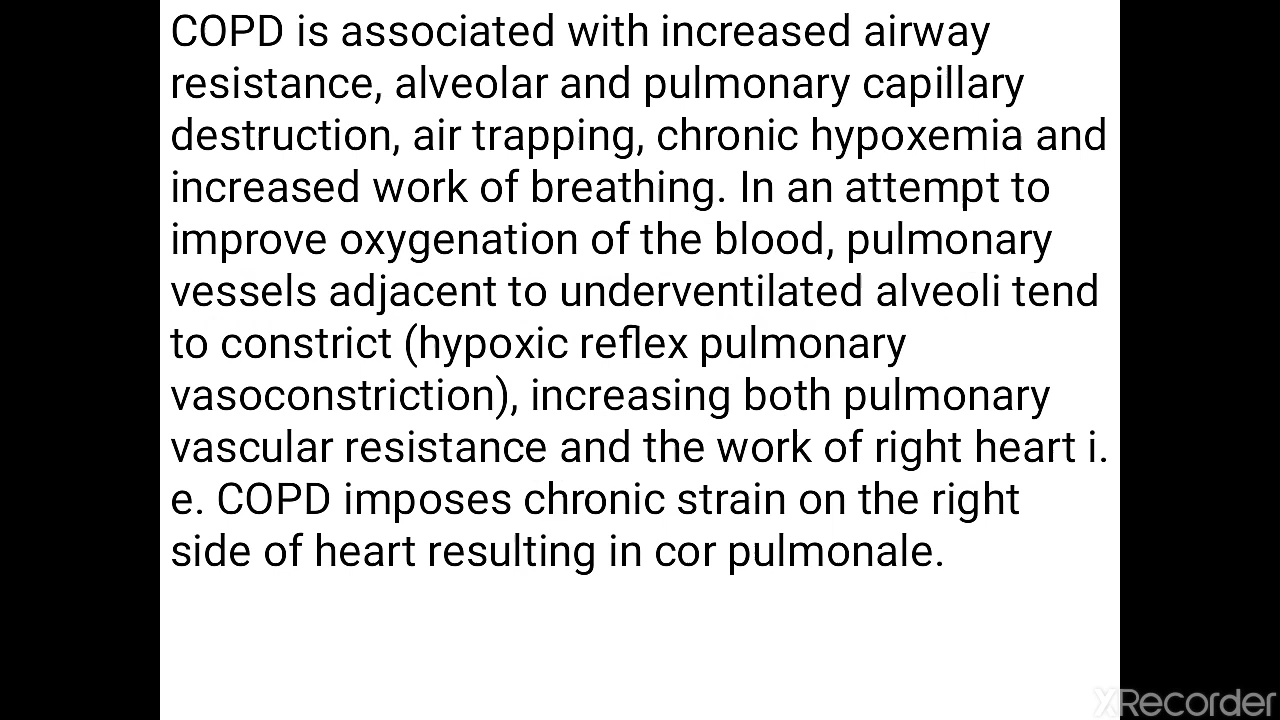 COPD is associated with increased airway
resistance, alveolar and pulmonary capillary
destruction, air trapping, chronic hypoxemia and
increased work of breathing. In an attempt to
improve oxygenation of the blood, pulmonary
vessels adjacent to underventilated alveoli tend
to constrict (hypoxic reflex pulmonary
vasoconstriction), increasing both pulmonary
vascular resistance and the work of right heart i.
e. COPD imposes chronic strain on the right
side of heart resulting in cor pulmonale.
XRecorder